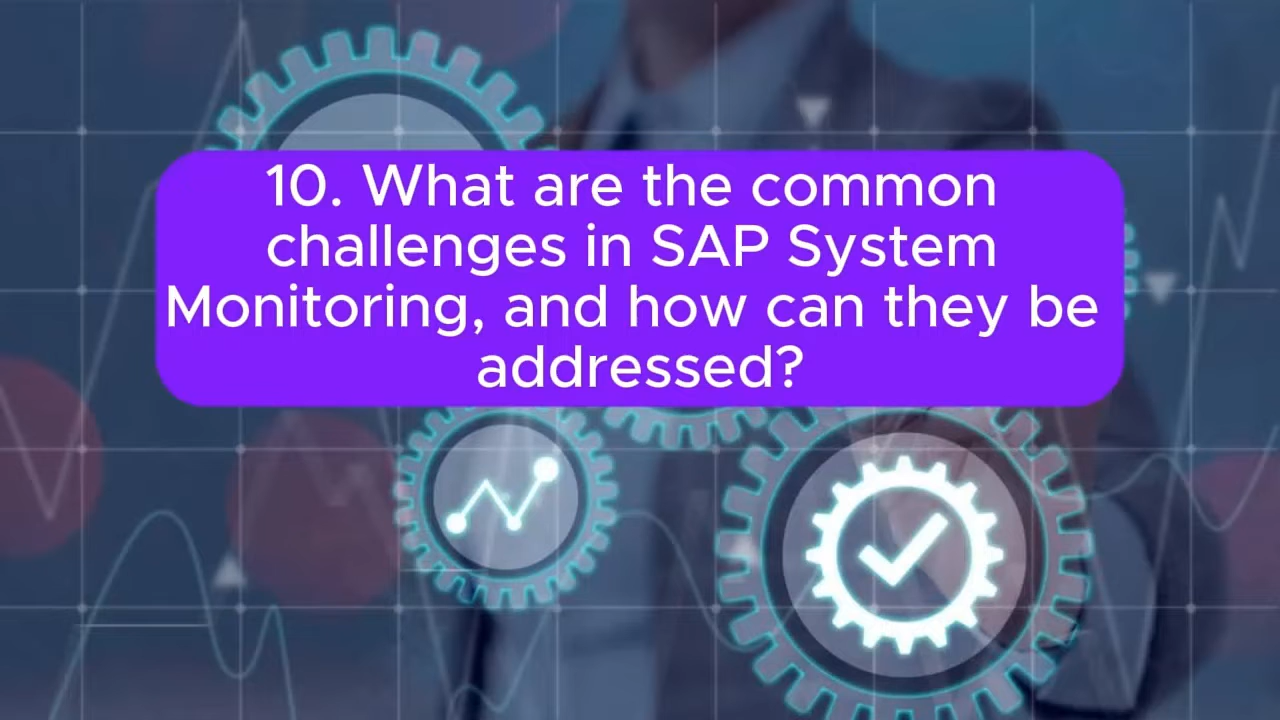 10. What are the common
challenges in SAP System
Monitoring, and how can they be
addressed?